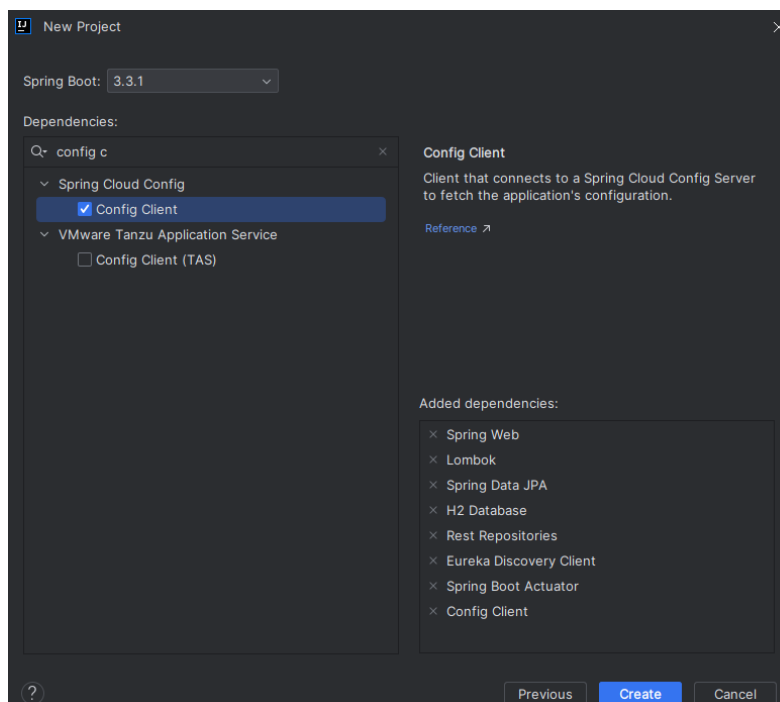 New Project
Spring Boot: 3.3.1
Dependencies:
config c
Spring Cloud Config
Config Client
VMware Tanzu Application Service
Config Client (TAS)
Config Client
Client that connects to a Spring Cloud Config Server
to fetch the application's configuration.
Reference ↗
Added dependencies:
× Spring Web
× Lombok
× Spring Data JPA
× H2 Database
× Rest Repositories
× Eureka Discovery Client
× Spring Boot Actuator
× Config Client
? Previous Create Cancel